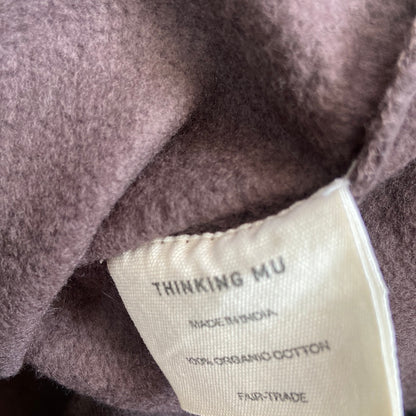 THINKING MU
MADE IN INDIA
100% ORGANIC COTTON
FAIR-TRADE